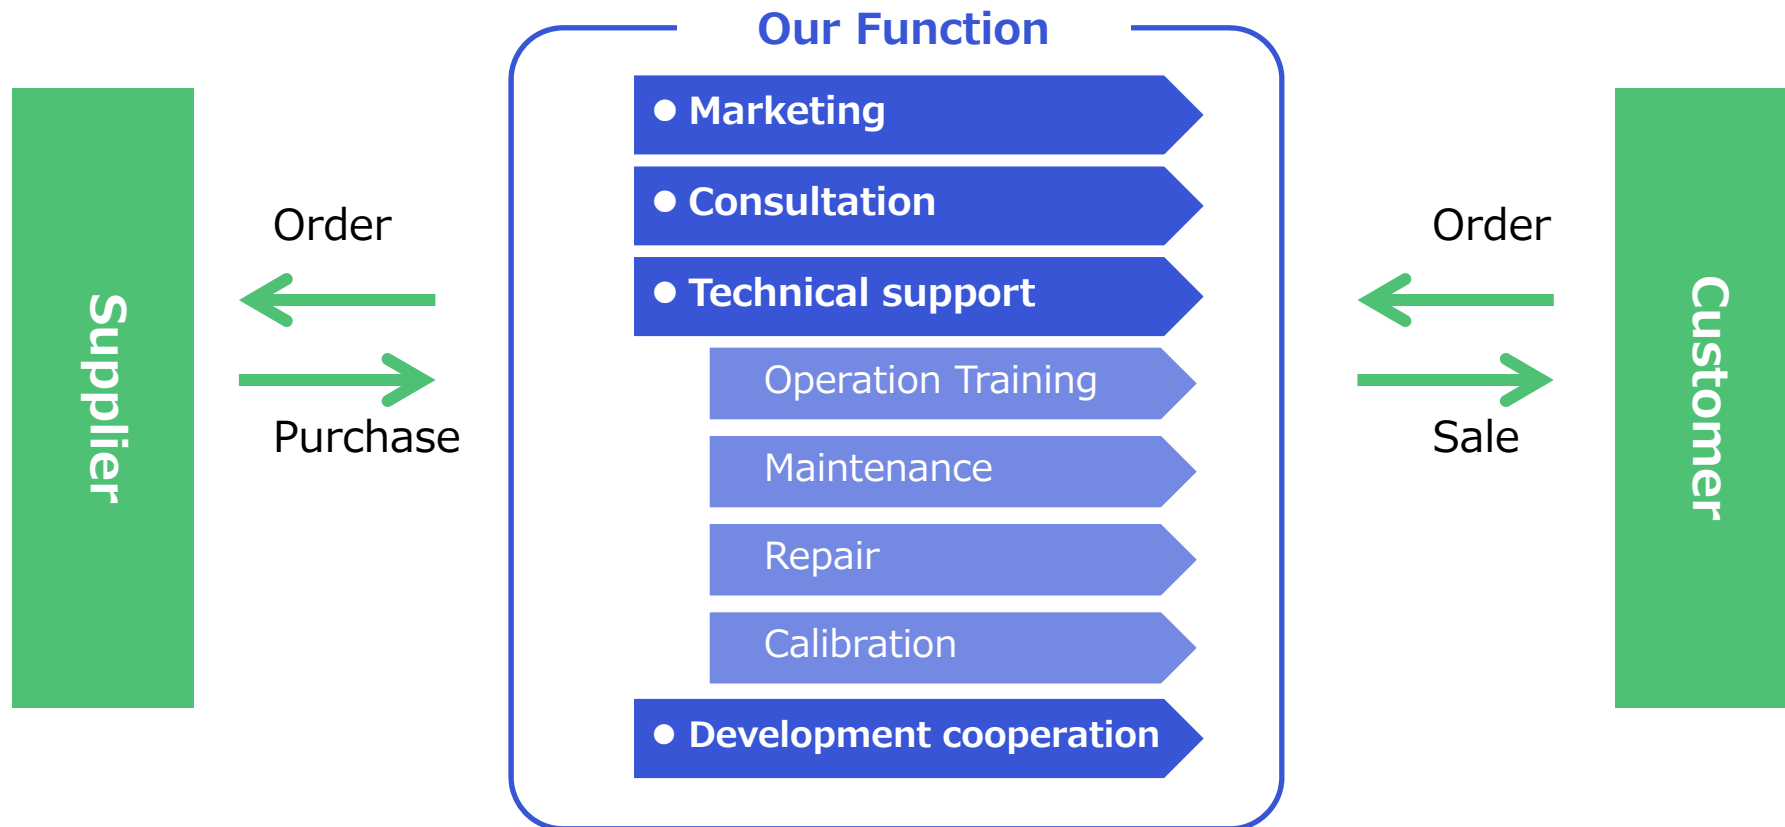 Our Function
Supplier
Order
Purchase
● Marketing
● Consultation
● Technical support
Operation Training
Maintenance
Repair
Calibration
● Development cooperation
Order
Sale
Customer